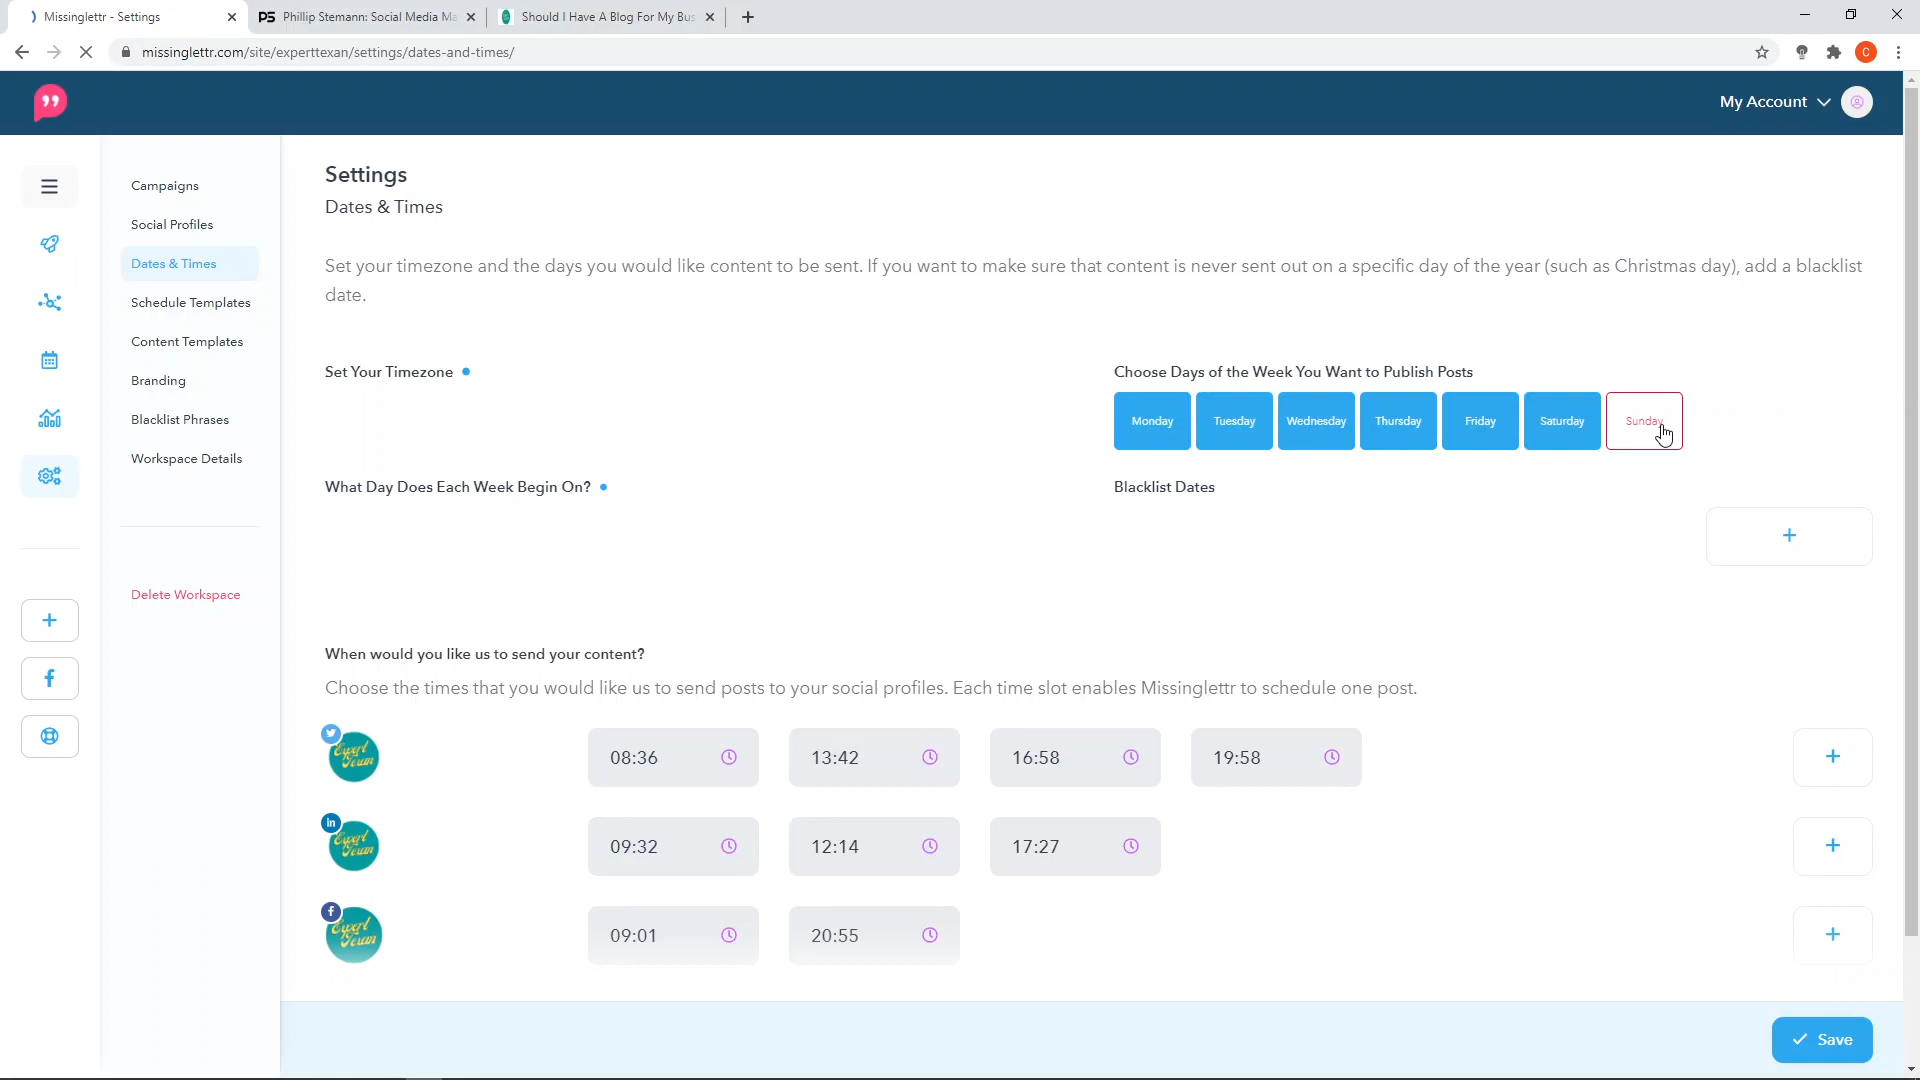 Missinglettr - Settings
PS Phillip Stemann: Social Media Ma
Should I Have A Blog For My Bus
missinglettr.com/site/experttexan/settings/dates-and-times/
C
My Account
Campaigns
Social Profiles
Dates & Times
Schedule Templates
Content Templates
Branding
Blacklist Phrases
Workspace Details
Delete Workspace
Settings
Dates & Times
Set your timezone and the days you would like content to be sent. If you want to make sure that content is never sent out on a specific day of the year (such as Christmas day), add a blacklist
date.
Set Your Timezone
Choose Days of the Week You Want to Publish Posts
Monday Tuesday Wednesday Thursday Friday Saturday Sunday
What Day Does Each Week Begin On?
Blacklist Dates
When would you like us to send your content?
Choose the times that you would like us to send posts to your social profiles. Each time slot enables Missinglettr to schedule one post.
Expert Texan
08:36 13:42 16:58 19:58
in
Expert Texan
09:32 12:14 17:27
f
Expert Texan
09:01 20:55
Save